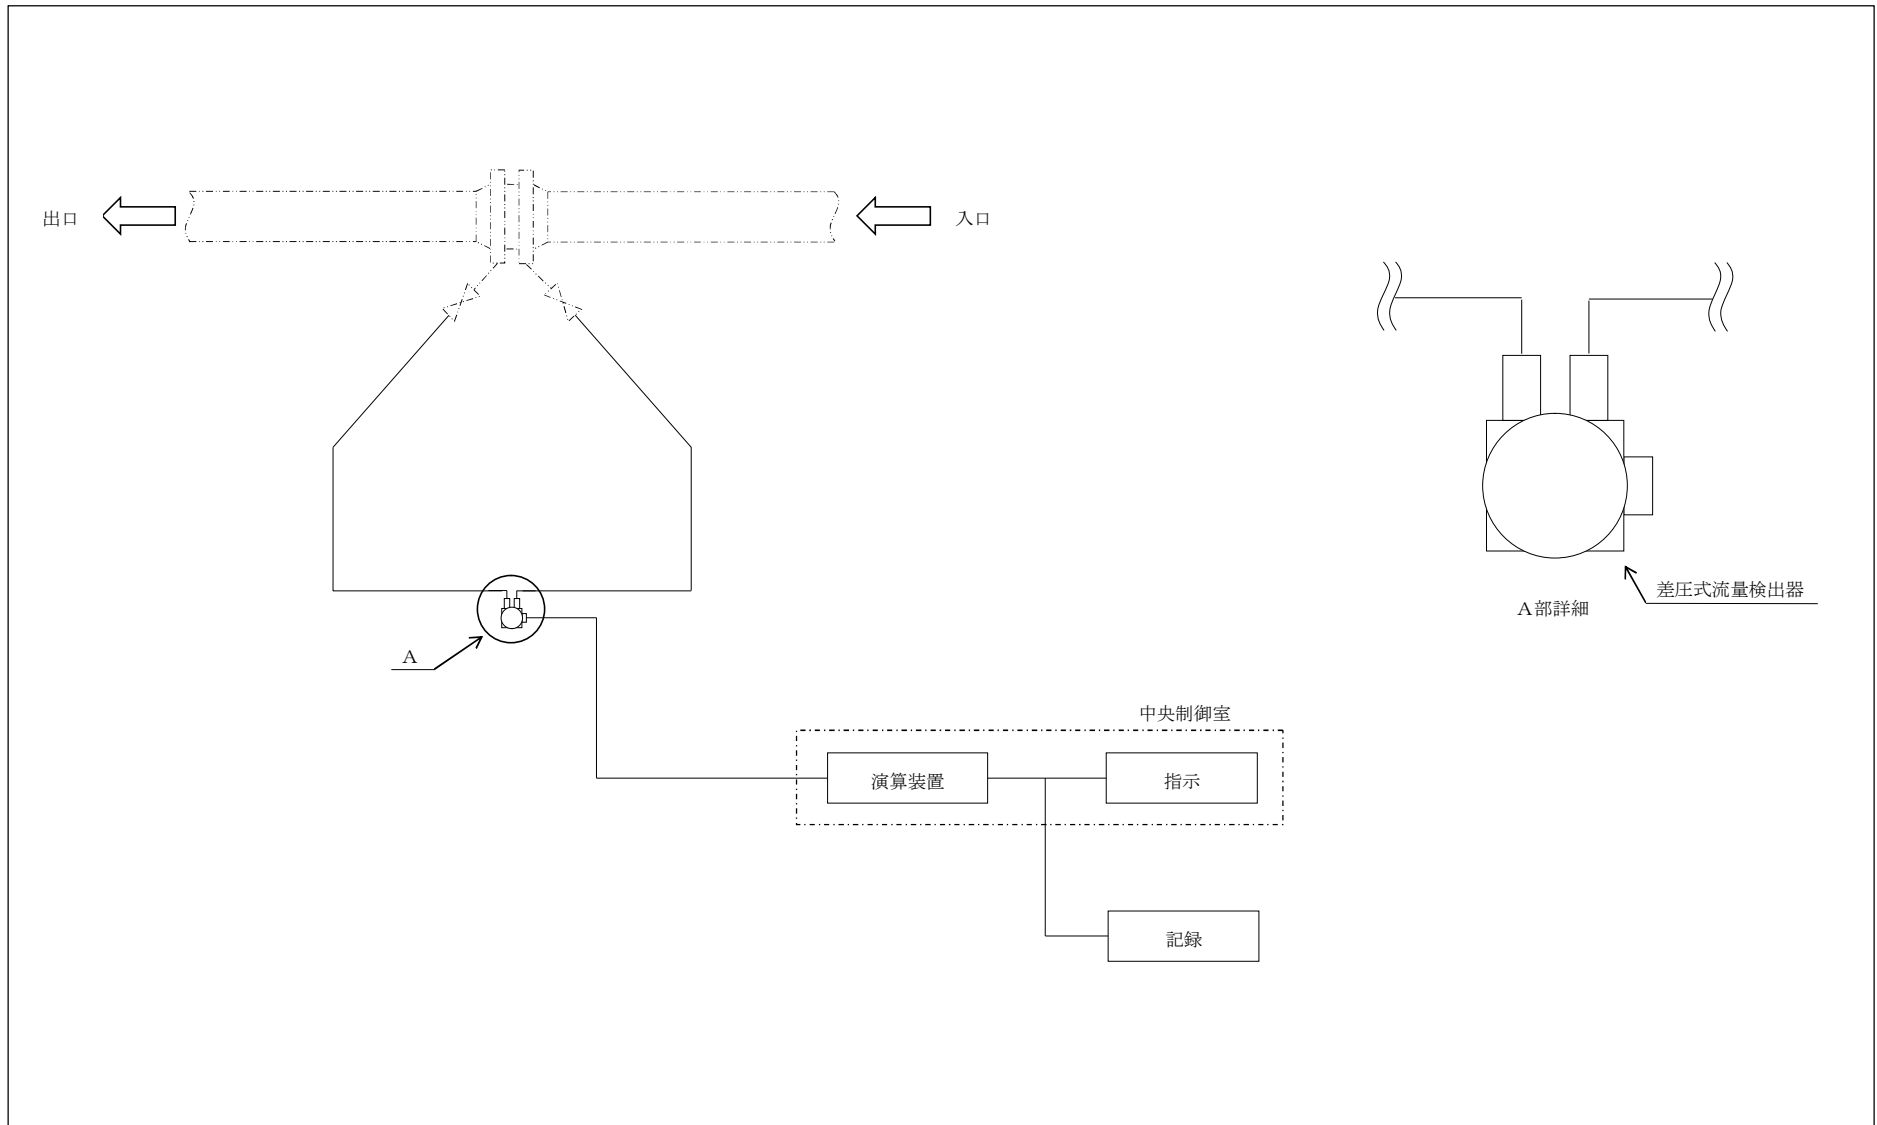 出口
入口
差圧式流量検出器
A部詳細
A
中央制御室
演算装置
指示
記録